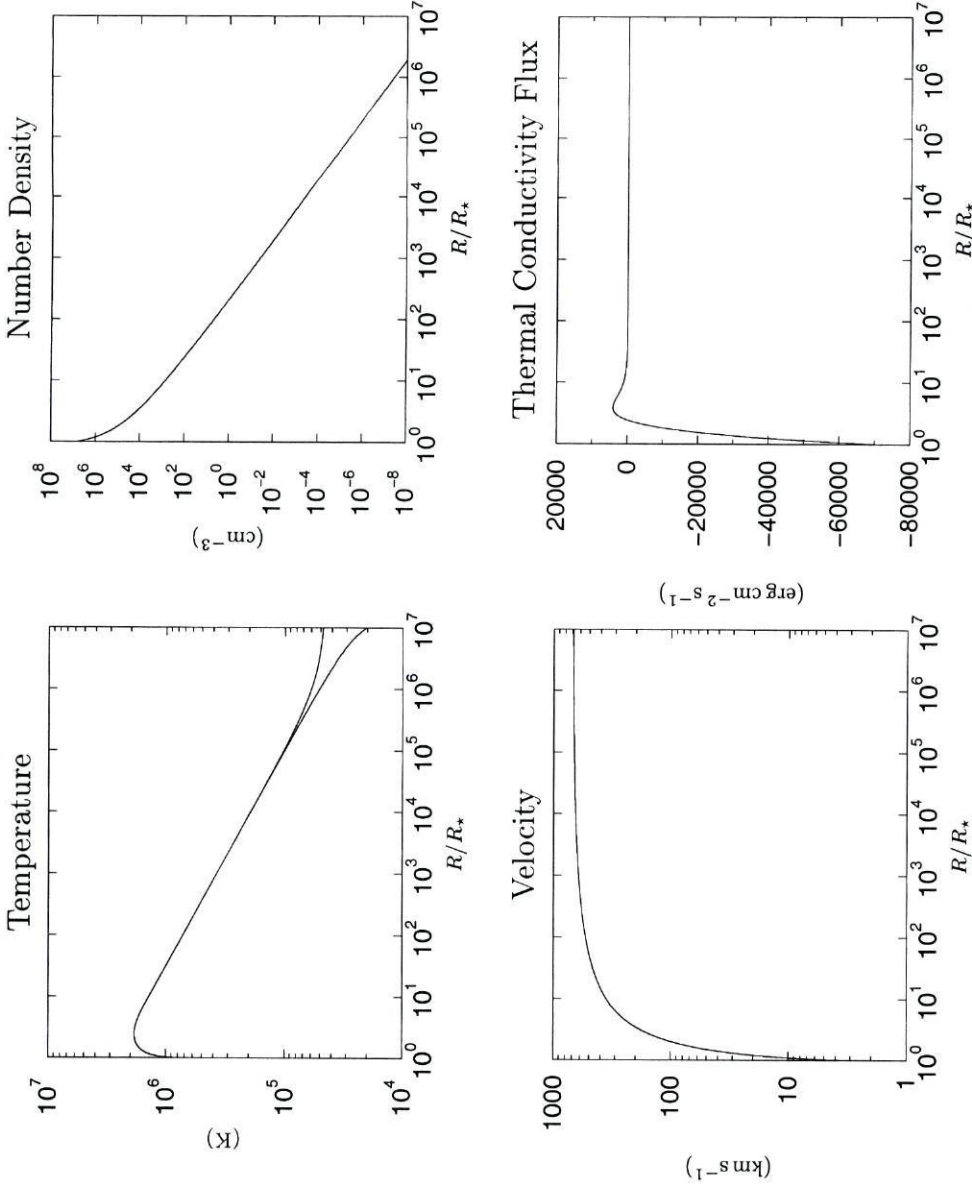 Temperature
10⁷
10⁶
10⁵
10⁴
(K)
10⁰ 10¹ 10² 10³ 10⁴ 10⁵ 10⁶ 10⁷
R/R⋆
Number Density
10⁸
10⁶
10⁴
10²
10⁰
10⁻²
10⁻⁴
10⁻⁶
10⁻⁸
(cm⁻³)
10⁰ 10¹ 10² 10³ 10⁴ 10⁵ 10⁶ 10⁷
R/R⋆
Velocity
1000
100
10
1
(km s⁻¹)
10⁰ 10¹ 10² 10³ 10⁴ 10⁵ 10⁶ 10⁷
R/R⋆
Thermal Conductivity Flux
20000
0
-20000
-40000
-60000
-80000
(erg cm⁻² s⁻¹)
10⁰ 10¹ 10² 10³ 10⁴ 10⁵ 10⁶ 10⁷
R/R⋆